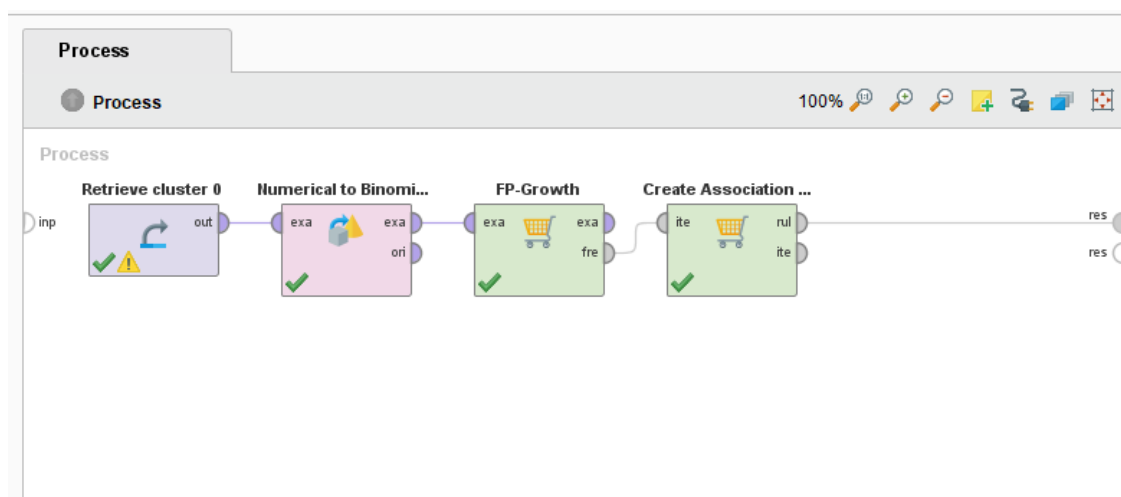 Process
Process
100%
Process
Retrieve cluster 0
Numerical to Binomi...
FP-Growth
Create Association ...
inp
out
exa
exa
ori
exa
exa
fre
ite
rul
ite
res
res